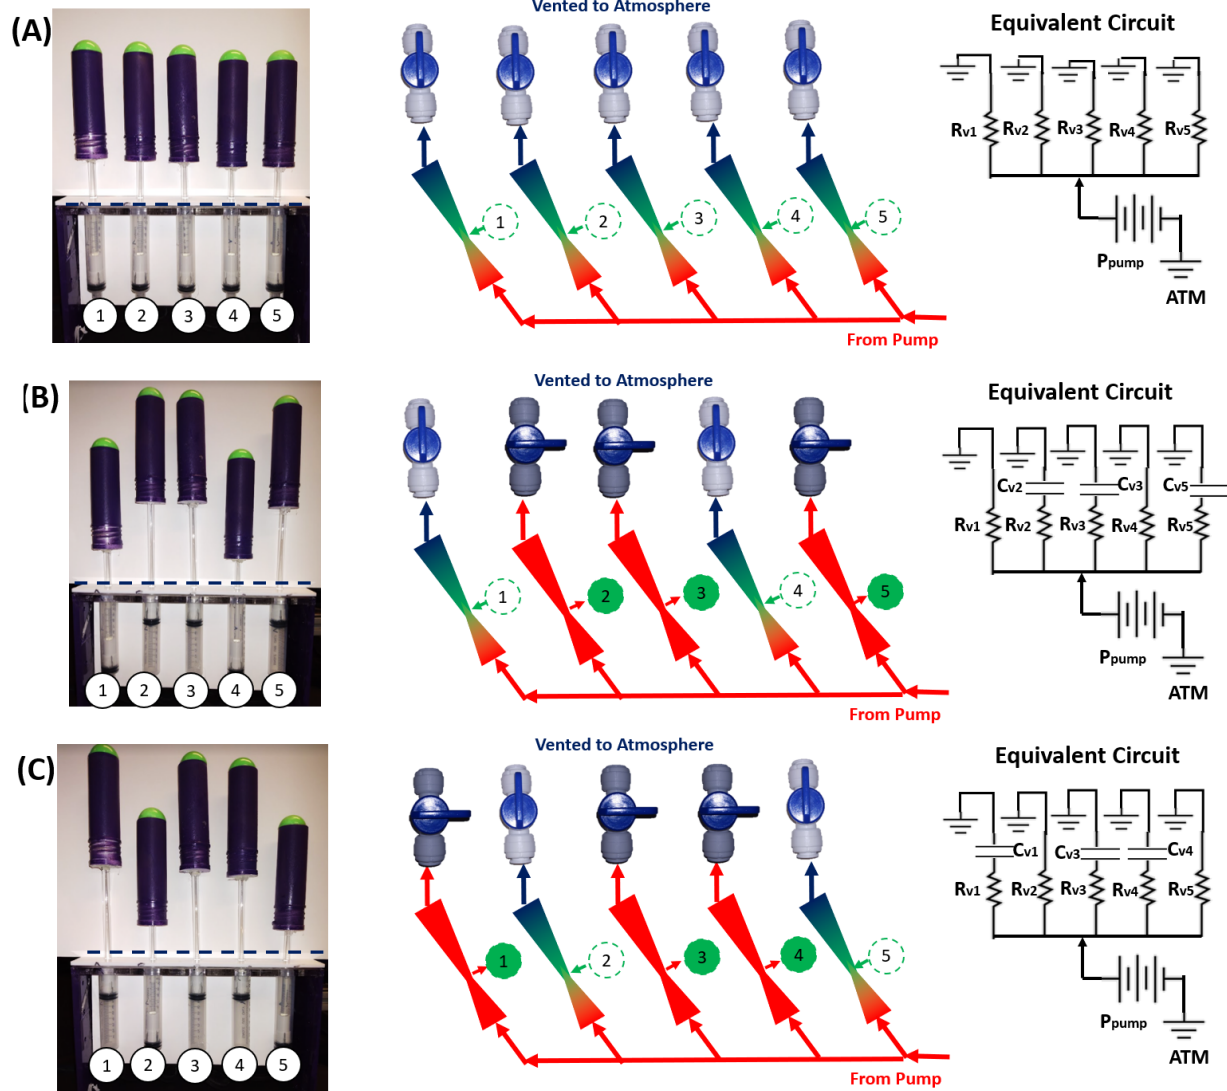 (A)
Vented to Atmosphere
Equivalent Circuit
Rv1
Rv2
Rv3
Rv4
Rv5
1
2
3
4
5
Ppump
ATM
1
2
3
4
5
From Pump
(B)
Vented to Atmosphere
Equivalent Circuit
Cv2
Cv3
Cv5
Rv1
Rv2
Rv3
Rv4
Rv5
1
2
3
4
5
Ppump
ATM
1
2
3
4
5
From Pump
(C)
Vented to Atmosphere
Equivalent Circuit
Cv1
Cv3
Cv4
Rv1
Rv2
Rv3
Rv4
Rv5
1
2
3
4
5
Ppump
ATM
1
2
3
4
5
From Pump